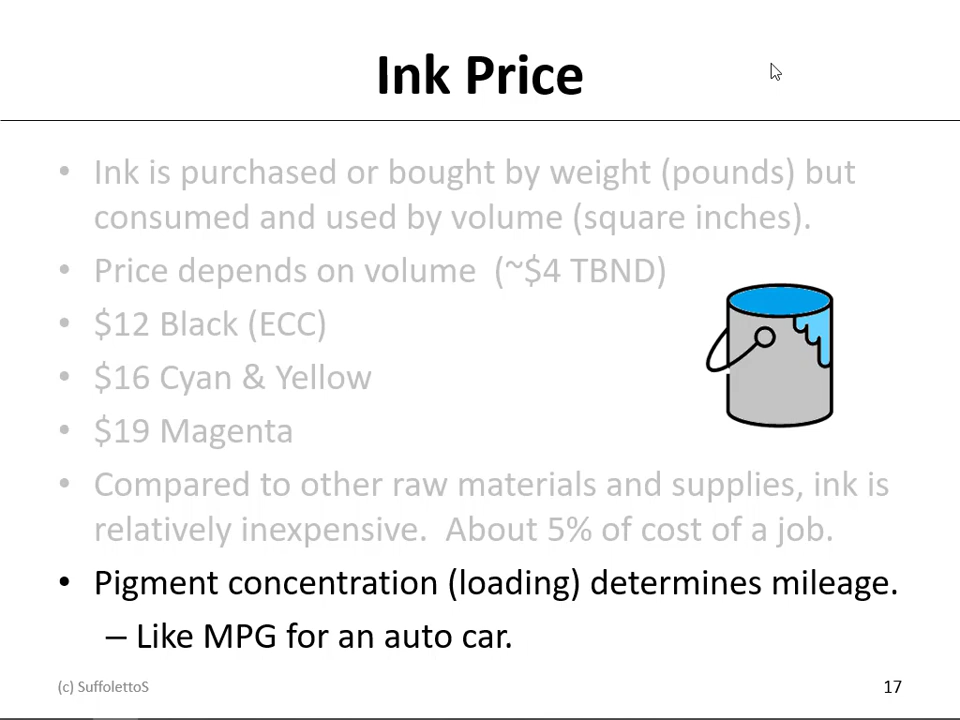 Ink Price
• Ink is purchased or bought by weight (pounds) but
consumed and used by volume (square inches).
• Price depends on volume  (~$4 TBND)
• $12 Black (ECC)
• $16 Cyan & Yellow
• $19 Magenta
• Compared to other raw materials and supplies, ink is
relatively inexpensive.  About 5% of cost of a job.
• Pigment concentration (loading) determines mileage.
– Like MPG for an auto car.
(c) SuffolettoS
17